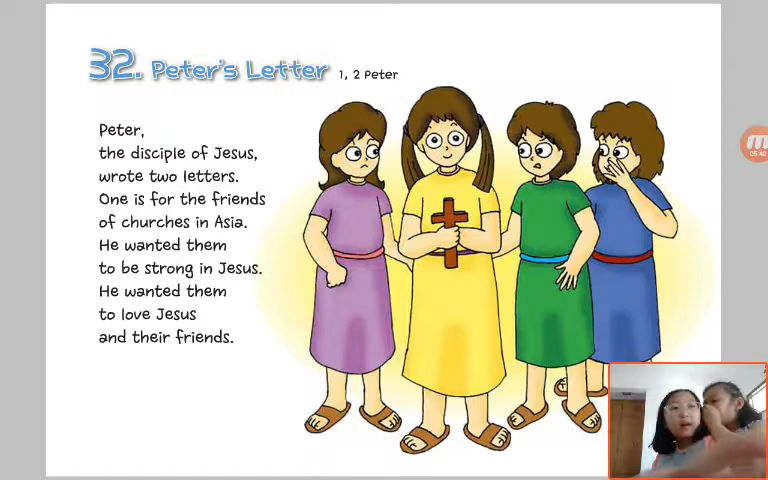 32. Peter's Letter 1, 2 Peter
Peter,
the disciple of Jesus,
wrote two letters.
One is for the friends
of churches in Asia.
He wanted them
to be strong in Jesus.
He wanted them
to love Jesus
and their friends.
05:40